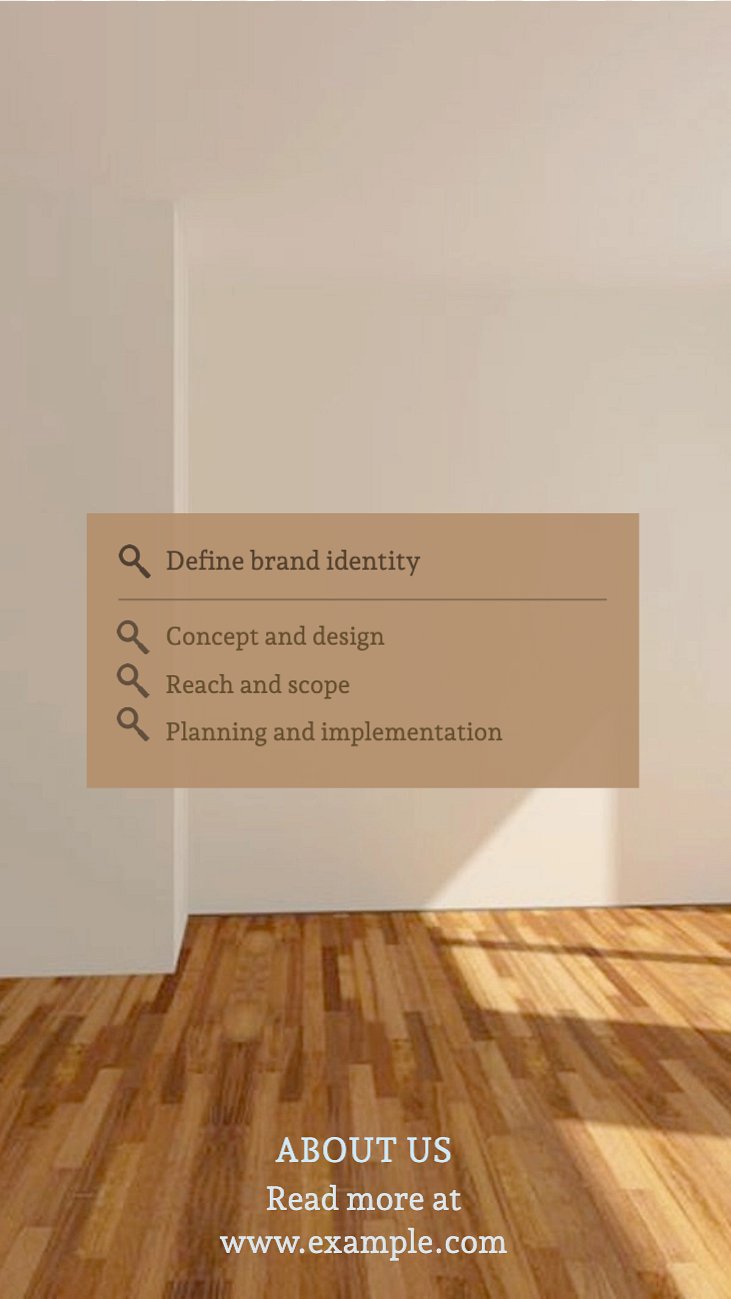 Define brand identity
Concept and design
Reach and scope
Planning and implementation
ABOUT US
Read more at
www.example.com